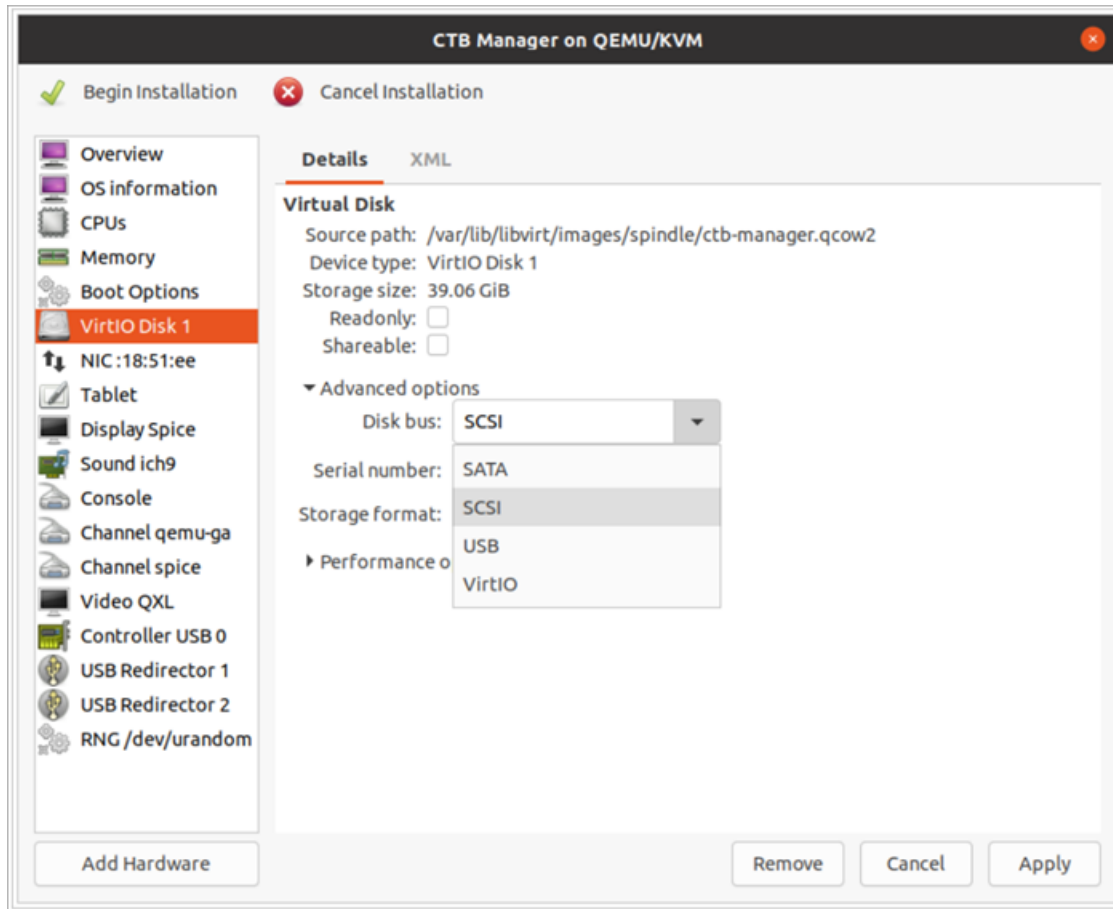 CTB Manager on QEMU/KVM
Begin Installation
Cancel Installation
Overview
OS information
CPUs
Memory
Boot Options
VirtIO Disk 1
NIC :18:51:ee
Tablet
Display Spice
Sound ich9
Console
Channel qemu-ga
Channel spice
Video QXL
Controller USB 0
USB Redirector 1
USB Redirector 2
RNG /dev/urandom
Add Hardware
Details
XML
Virtual Disk
Source path: /var/lib/libvirt/images/spindle/ctb-manager.qcow2
Device type: VirtIO Disk 1
Storage size: 39.06 GiB
Readonly:
Shareable:
Advanced options
Disk bus: SCSI
Serial number:
Storage format:
Performance o
SATA
SCSI
USB
VirtIO
Remove
Cancel
Apply